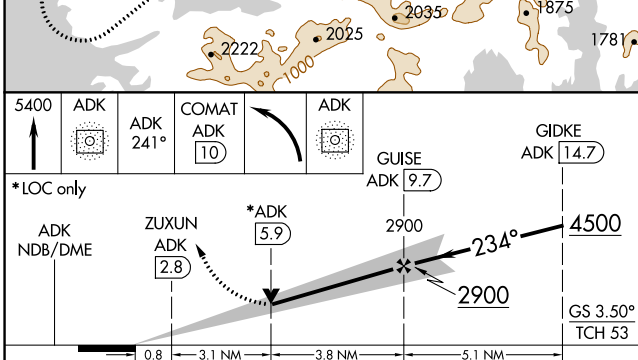 2035
1875
2025
2222
1781
1000
5400
ADK
ADK
241°
COMAT
ADK
10
ADK
*LOC only
GUISE
ADK 9.7
GIDKE
ADK 14.7
ADK
NDB/DME
ZUXUN
ADK
2.8
*ADK
5.9
2900
234°
4500
2900
GS 3.50°
TCH 53
0.8
3.1 NM
3.8 NM
5.1 NM